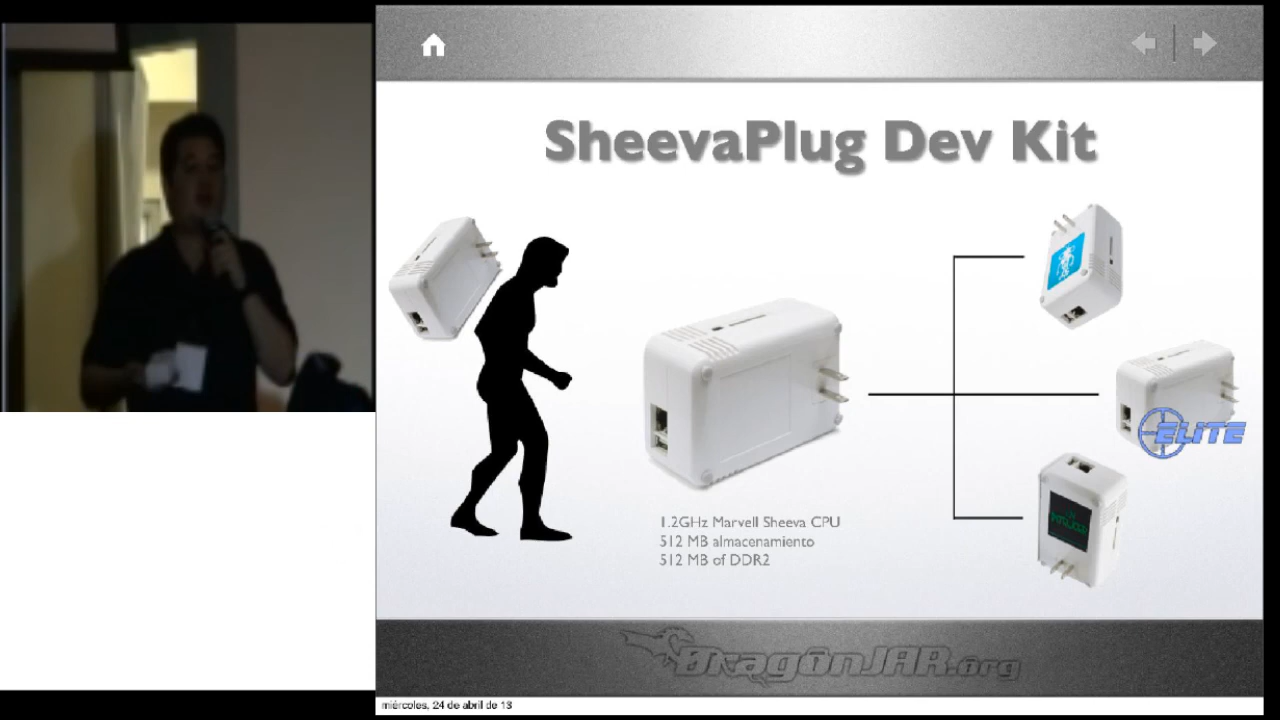 SheevaPlug Dev Kit
ELITE
1.2GHz Marvell Sheeva CPU
512 MB almacenamiento
512 MB of DDR2
DragonJAR.org
miércoles, 24 de abril de 13